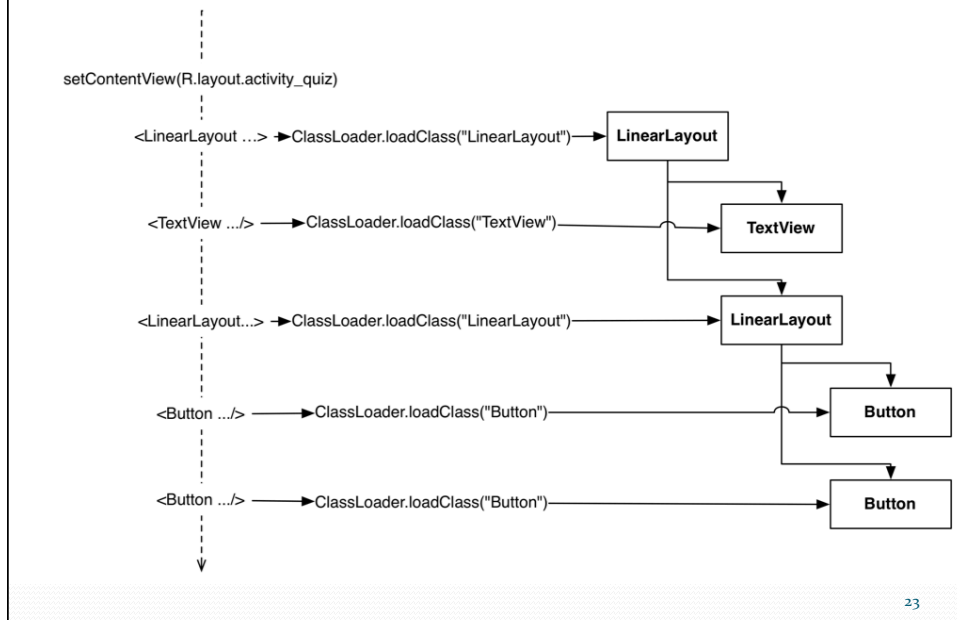 setContentView(R.layout.activity_quiz)
<LinearLayout ...> ClassLoader.loadClass("LinearLayout") LinearLayout
<TextView .../> ClassLoader.loadClass("TextView") TextView
<LinearLayout...> ClassLoader.loadClass("LinearLayout") LinearLayout
<Button .../> ClassLoader.loadClass("Button") Button
<Button .../> ClassLoader.loadClass("Button") Button
23